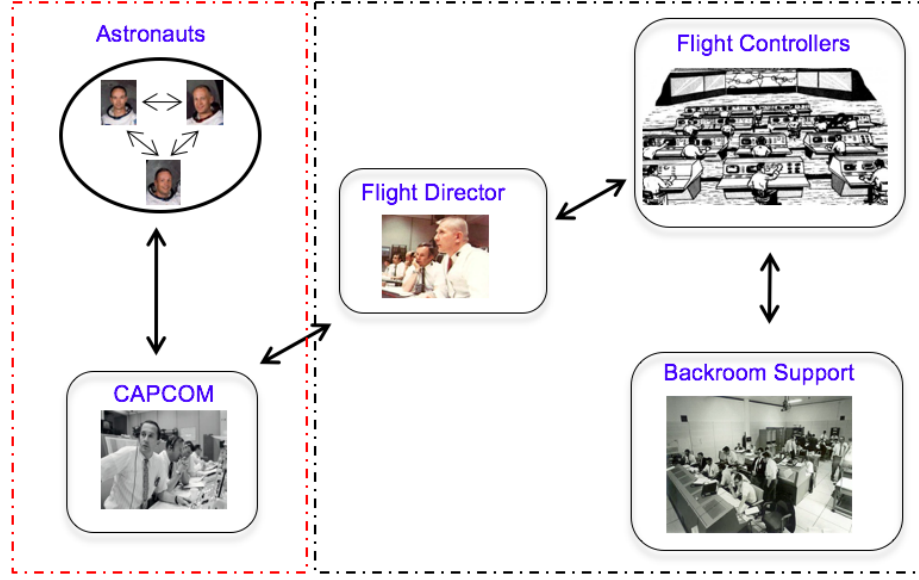 Astronauts
Flight Controllers
Flight Director
CAPCOM
Backroom Support